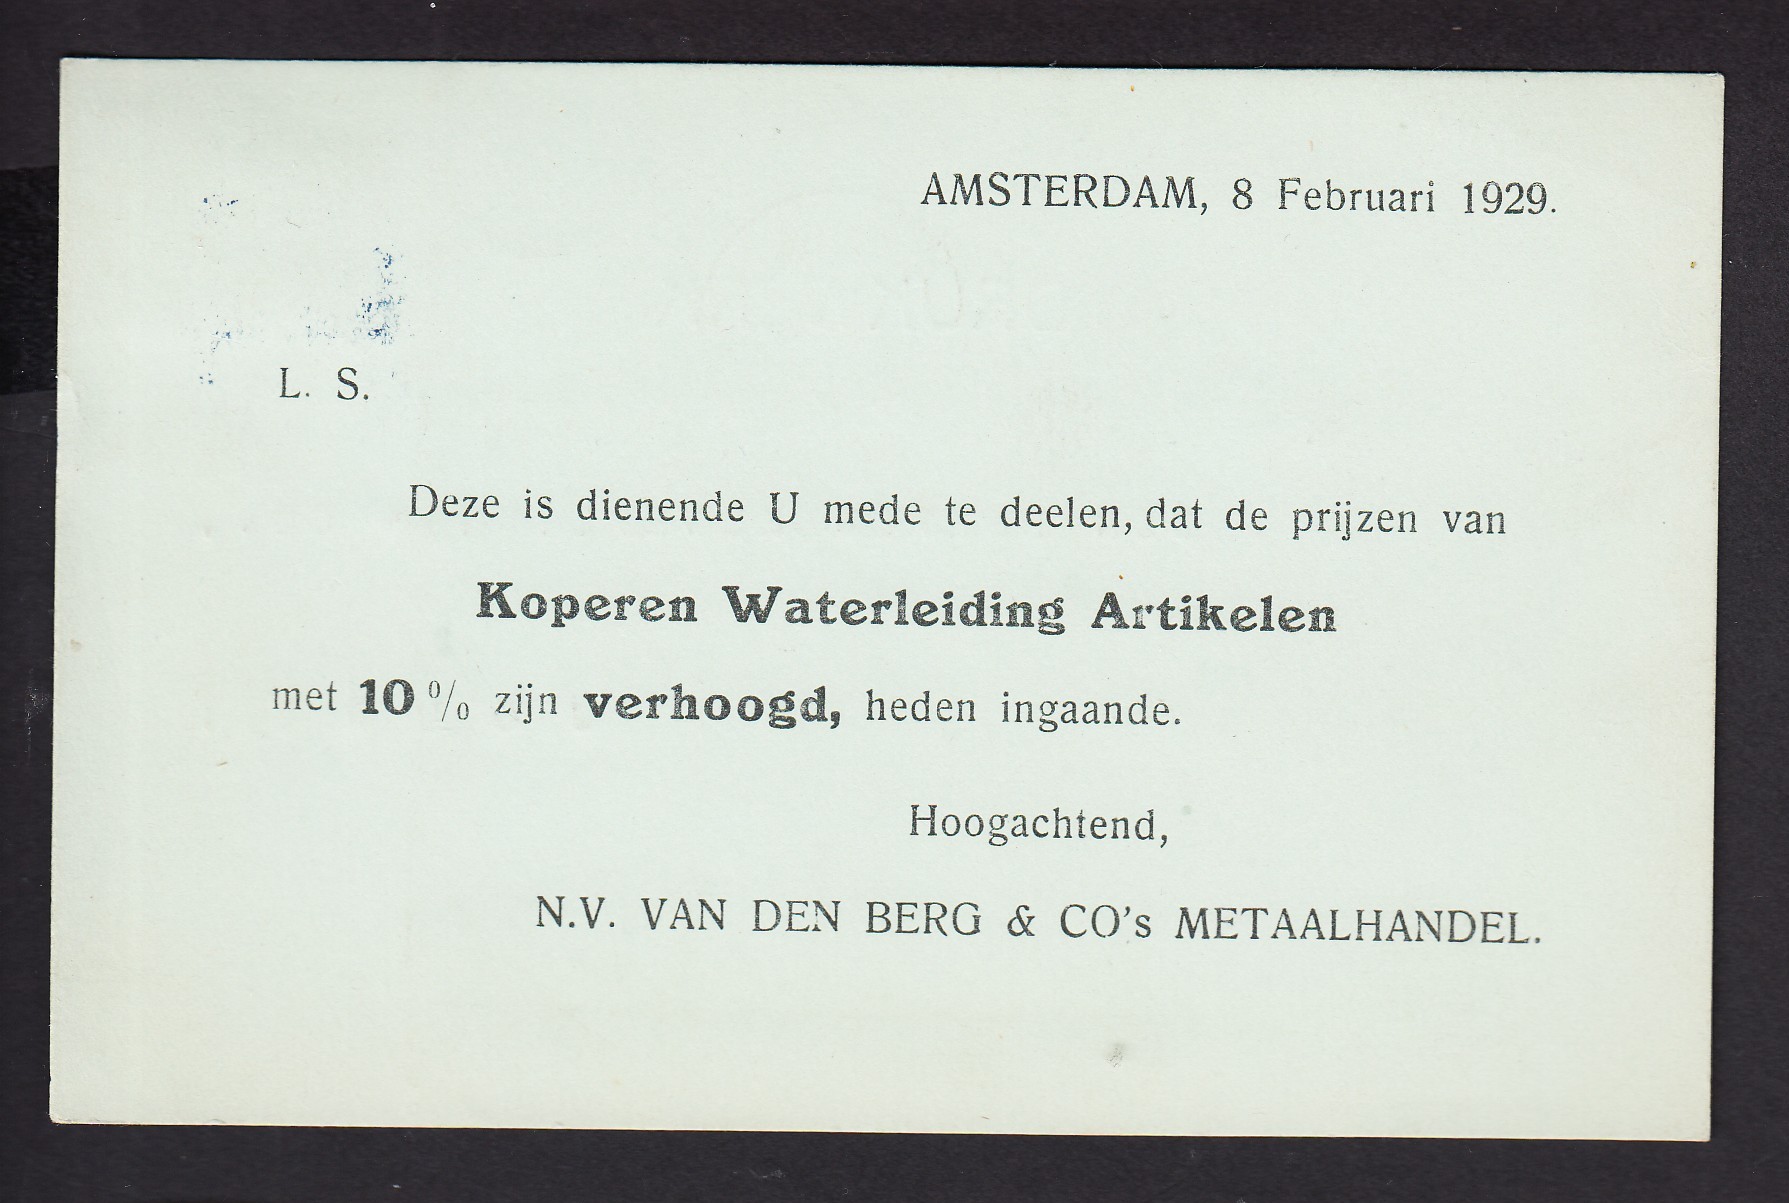 AMSTERDAM, 8 Februari 1929.
L. S.
Deze is dienende U mede te deelen, dat de prijzen van
Koperen Waterleiding Artikelen
met 10 % zijn verhoogd, heden ingaande.
Hoogachtend,
N.V. VAN DEN BERG & CO's METAALHANDEL.